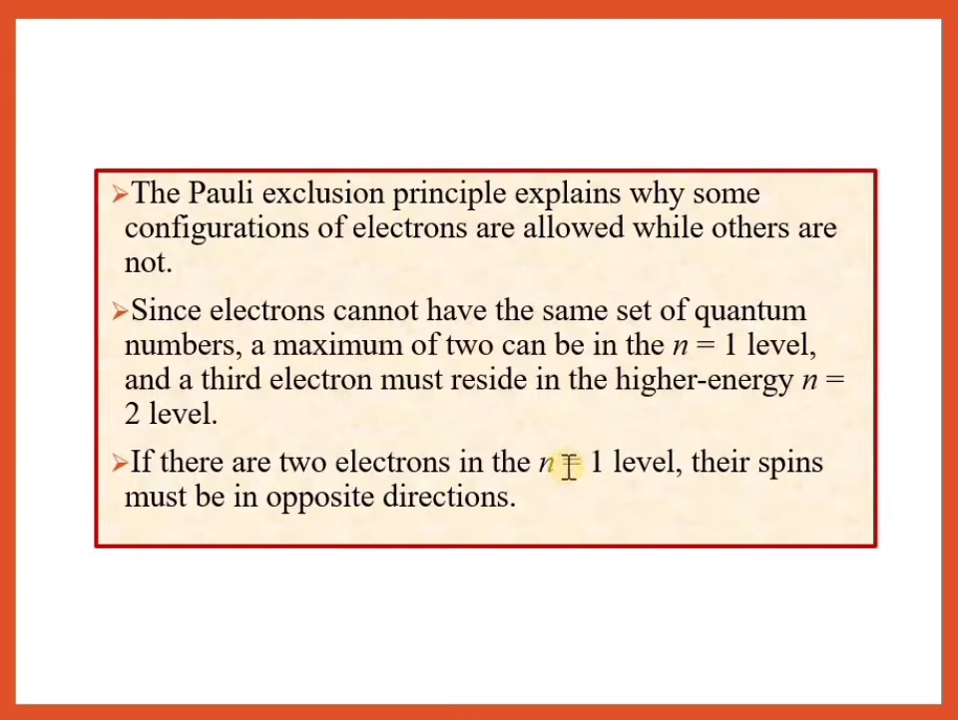 ➢The Pauli exclusion principle explains why some
configurations of electrons are allowed while others are
not.
➢Since electrons cannot have the same set of quantum
numbers, a maximum of two can be in the n = 1 level,
and a third electron must reside in the higher-energy n =
2 level.
➢If there are two electrons in the n = 1 level, their spins
must be in opposite directions.